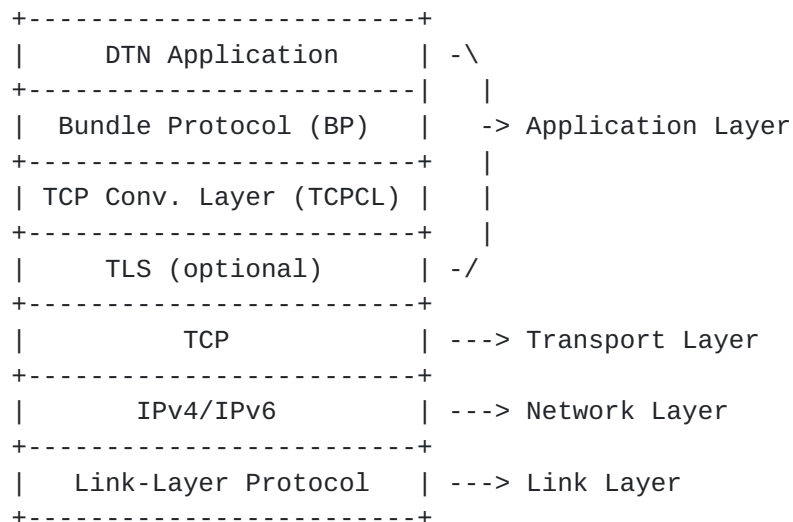 +-------------------------+
|     DTN Application     | -\
+-------------------------|   |
|  Bundle Protocol (BP)   |   -> Application Layer
+-------------------------+   |
| TCP Conv. Layer (TCPCL) |   |
+-------------------------+   |
|     TLS (optional)      | -/
+-------------------------+
|          TCP            | ---> Transport Layer
+-------------------------+
|       IPv4/IPv6         | ---> Network Layer
+-------------------------+
|   Link-Layer Protocol   | ---> Link Layer
+-------------------------+